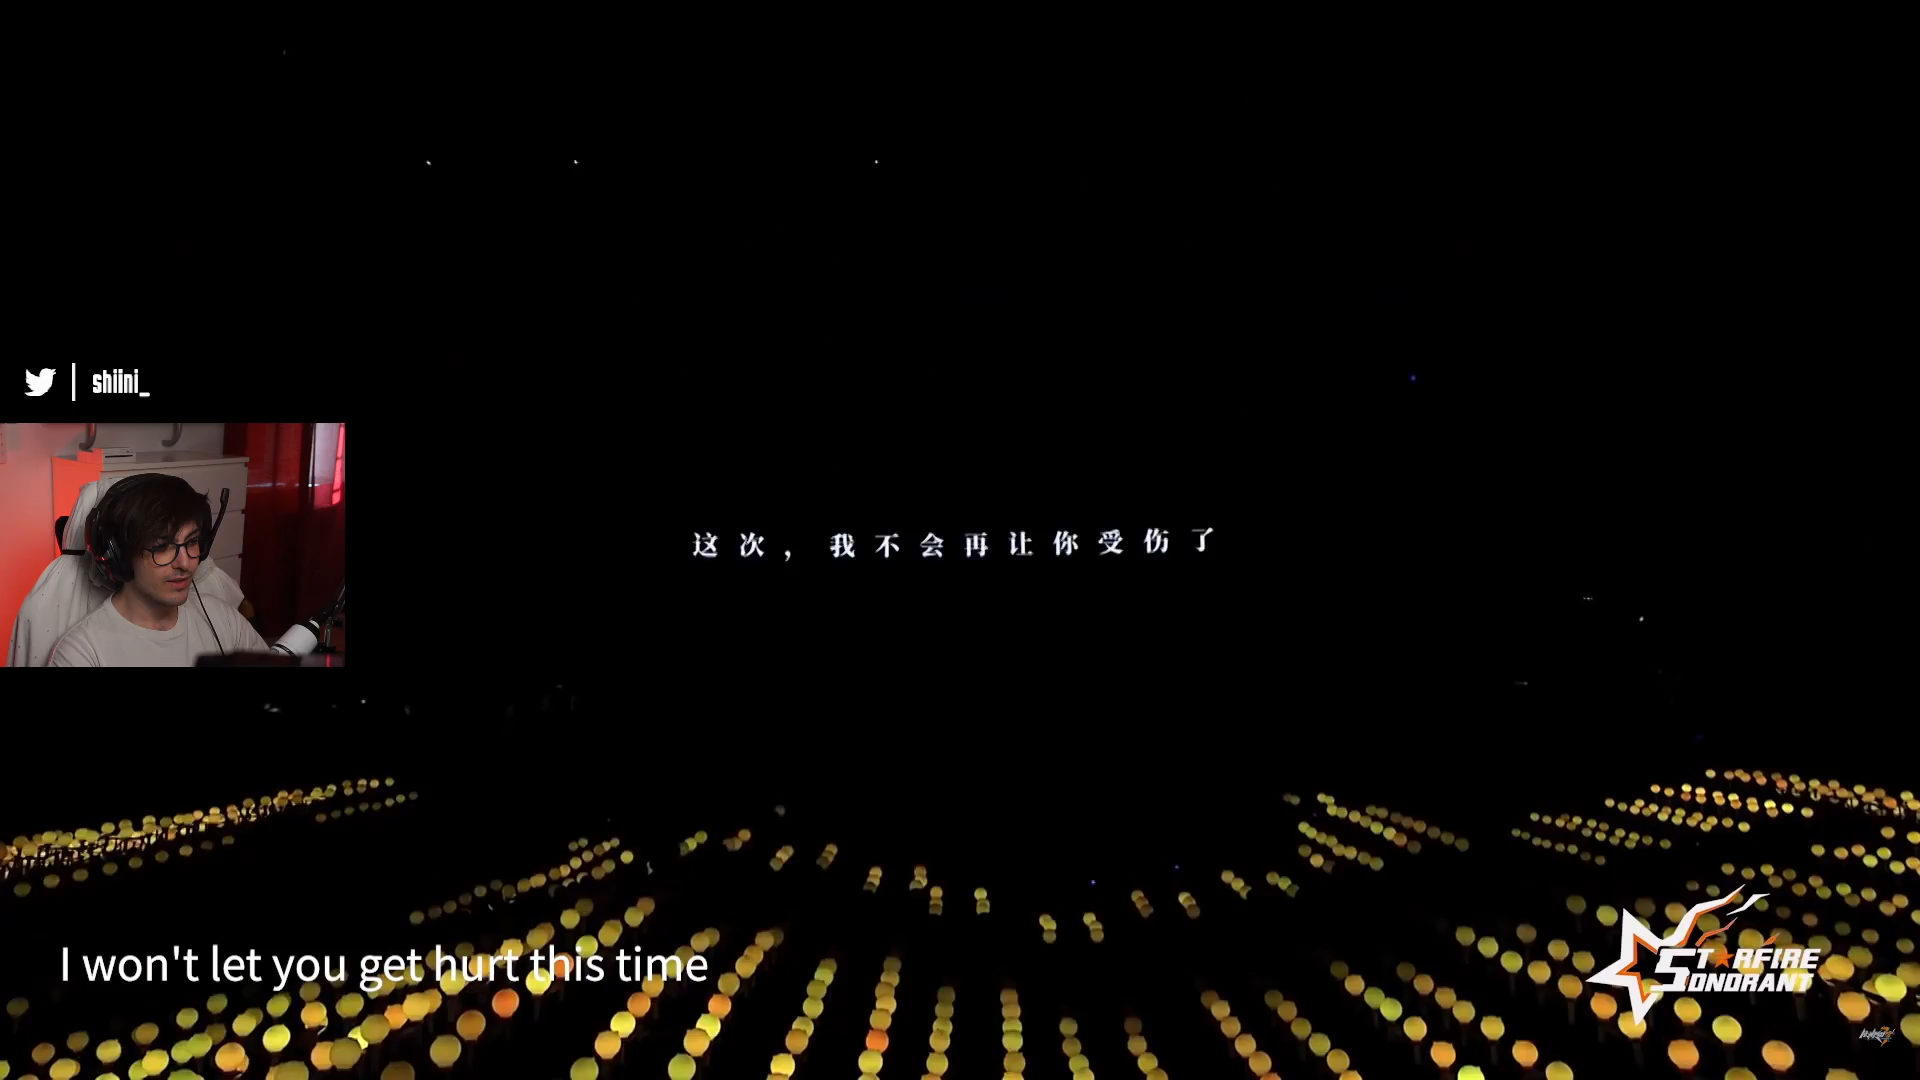 shiini_
这次，我不会再让你受伤了
I won't let you get hurt this time
STARFIRE
SONORANT